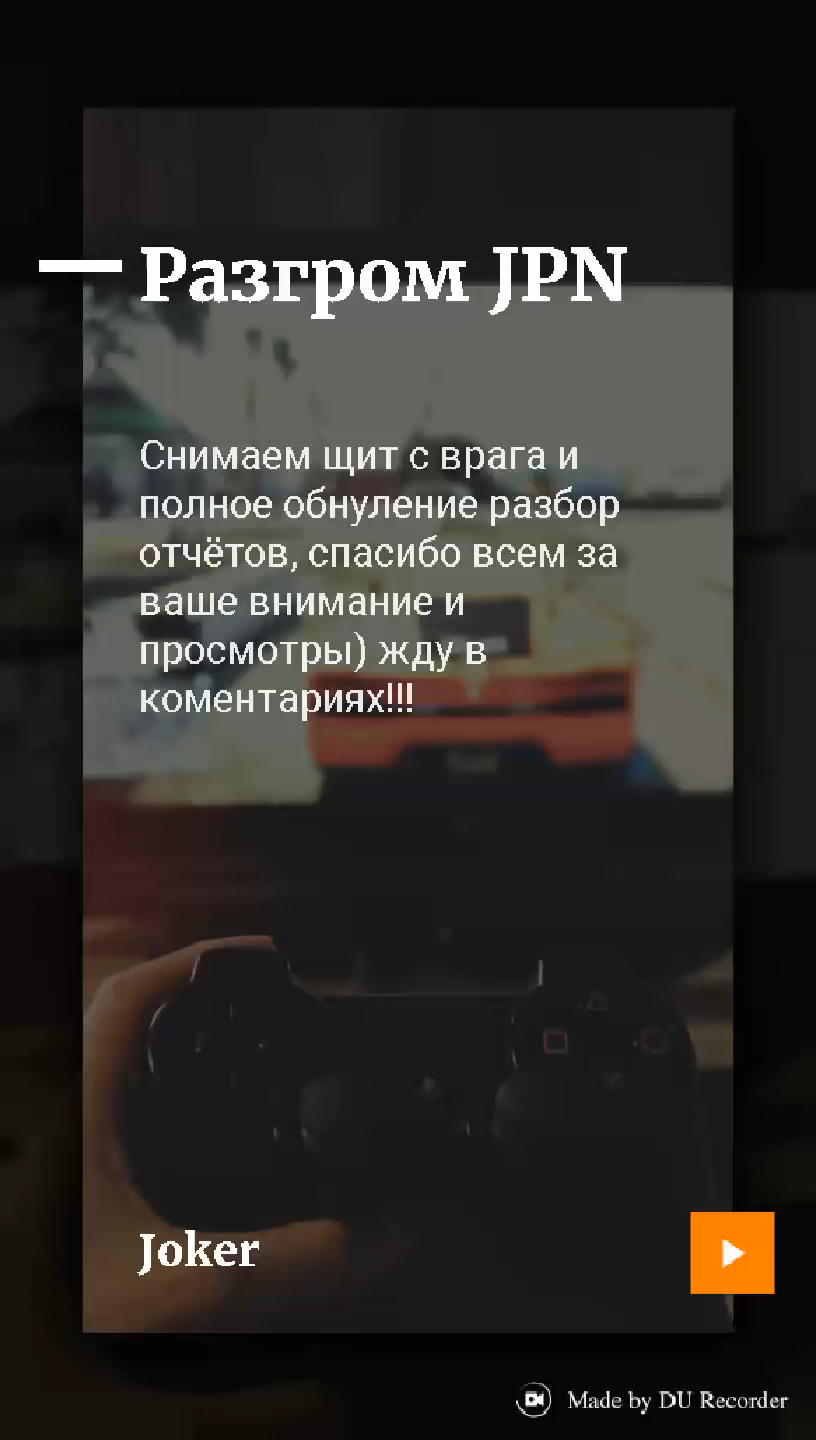 Разгром JPN
Снимаем щит с врага и
полное обнуление разбор
отчётов, спасибо всем за
ваше внимание и
просмотры) жду в
коментариях!!!
Joker
Made by DU Recorder